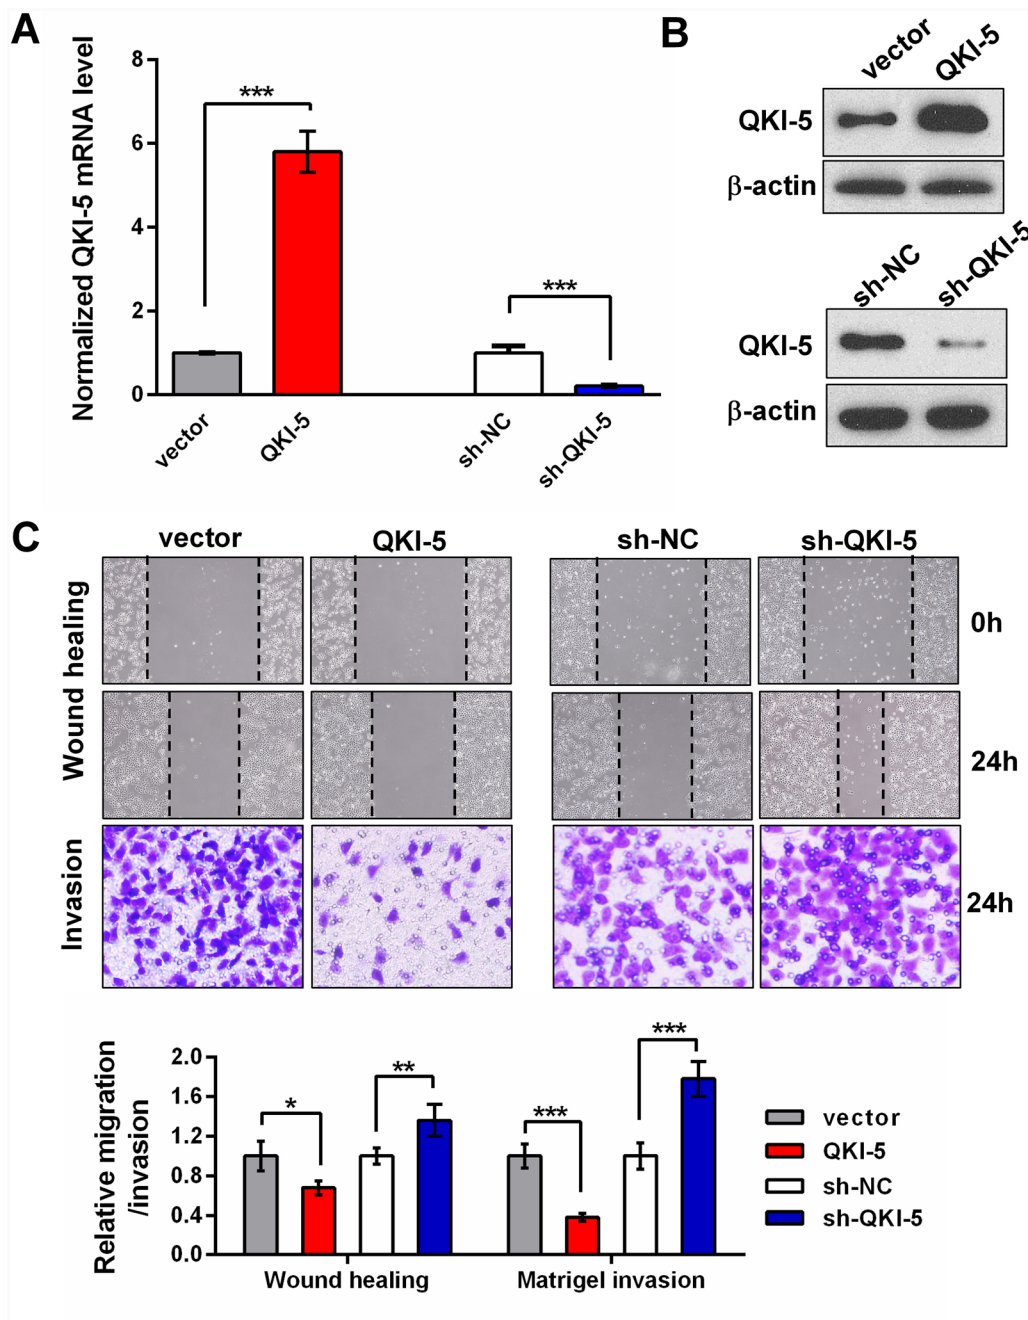 A
Normalized QKI-5 mRNA level
8
6
4
2
0
***
***
vector
QKI-5
sh-NC
sh-QKI-5
B
vector
QKI-5
QKI-5
β-actin
sh-NC
sh-QKI-5
QKI-5
β-actin
C
vector
QKI-5
sh-NC
sh-QKI-5
Wound healing
0h
24h
Invasion
24h
Relative migration
/invasion
2.0
1.6
1.2
0.8
0.4
0.0
*
**
***
***
Wound healing
Matrigel invasion
vector
QKI-5
sh-NC
sh-QKI-5